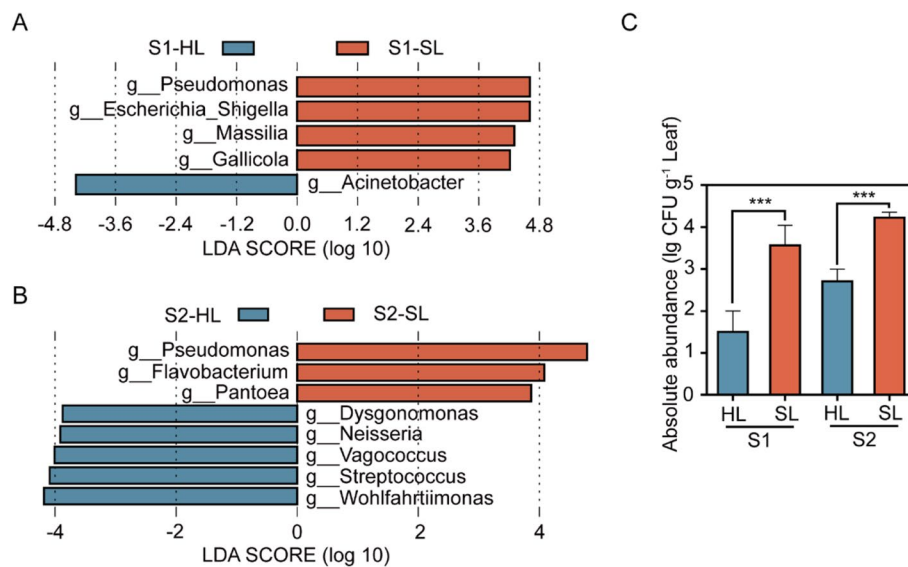 A
S1-HL
S1-SL
g__Pseudomonas
g__Escherichia_Shigella
g__Massilia
g__Gallicola
g__Acinetobacter
-4.8 -3.6 -2.4 -1.2 0.0 1.2 2.4 3.6 4.8
LDA SCORE (log 10)
B
S2-HL
S2-SL
g__Pseudomonas
g__Flavobacterium
g__Pantoea
g__Dysgonomonas
g__Neisseria
g__Vagococcus
g__Streptococcus
g__Wohlfahrtiimonas
-4 -2 0 2 4
LDA SCORE (log 10)
C
Absolute abundance (lg CFU g⁻¹ Leaf)
5
4
3
2
1
0
***
***
HL SL HL SL
S1 S2